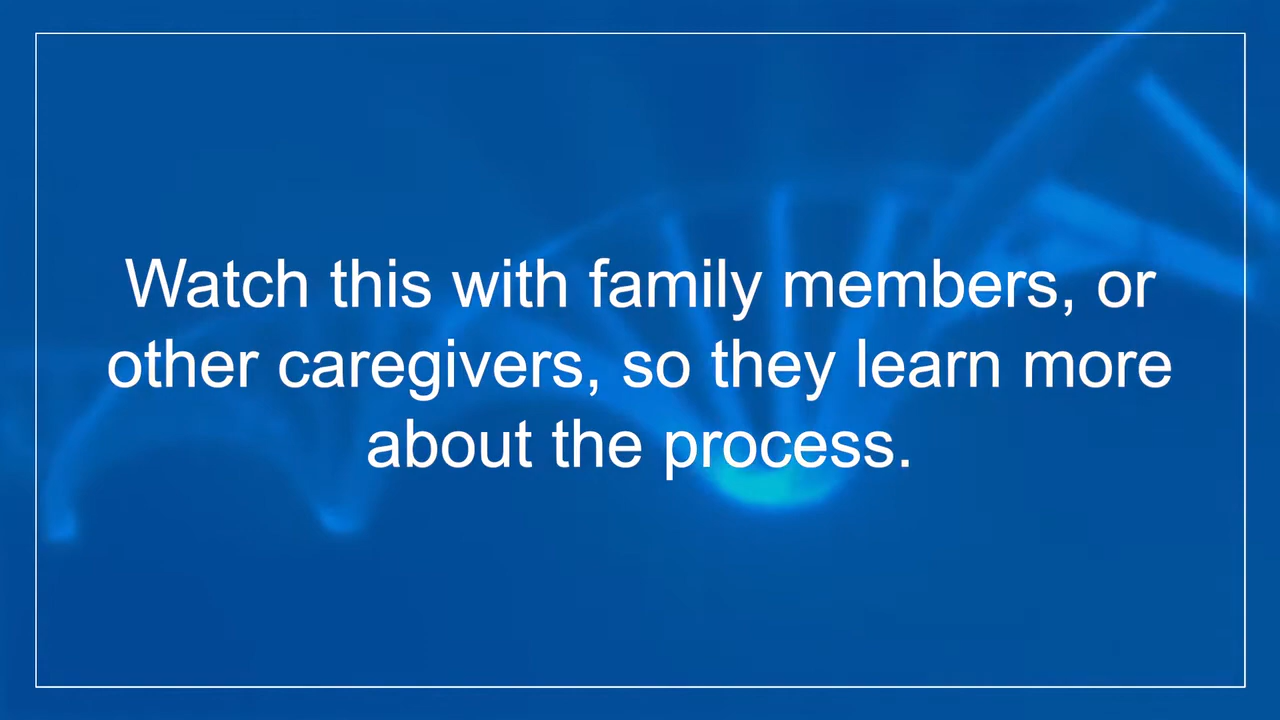 Watch this with family members, or
other caregivers, so they learn more
about the process.